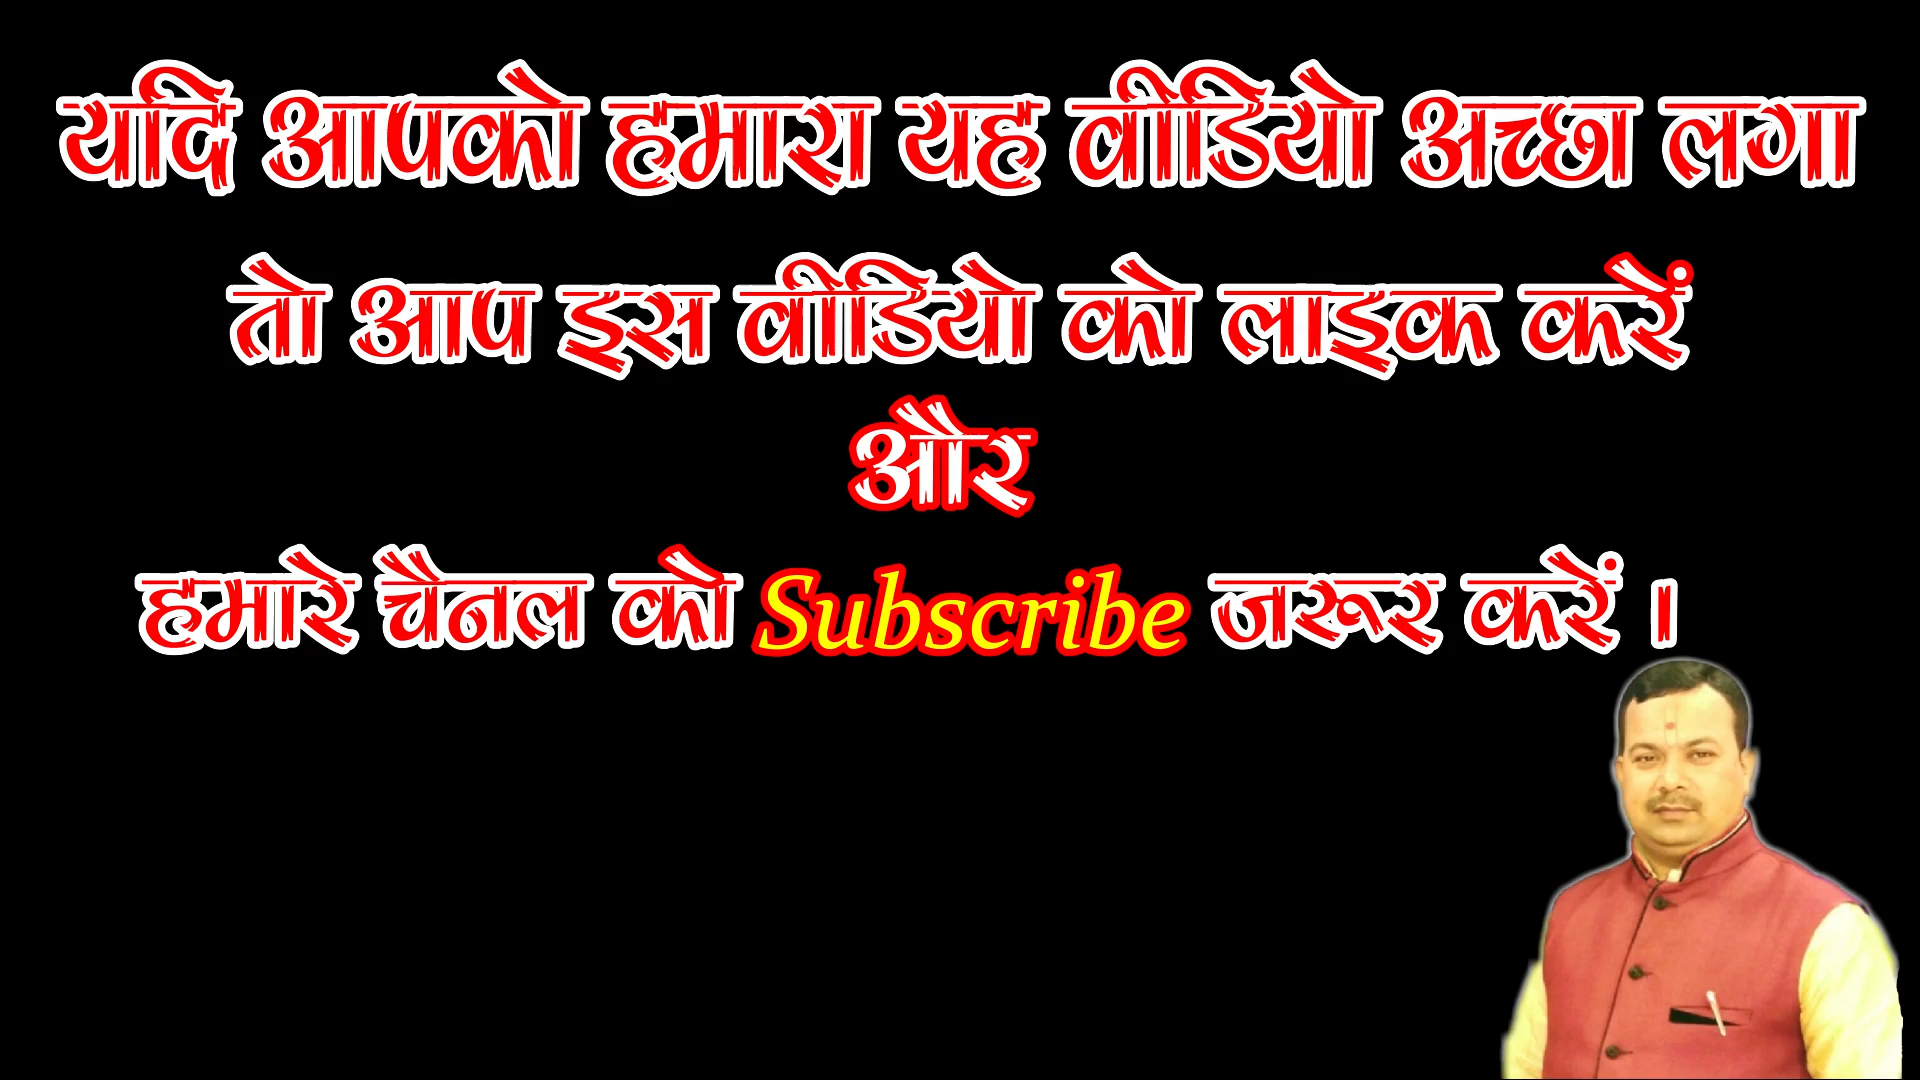 यदि आपको हमारा यह वीडियो अच्छा लगा
तो आप इस वीडियो को लाइक करें
और
हमारे चैनल को Subscribe जरूर करें ।